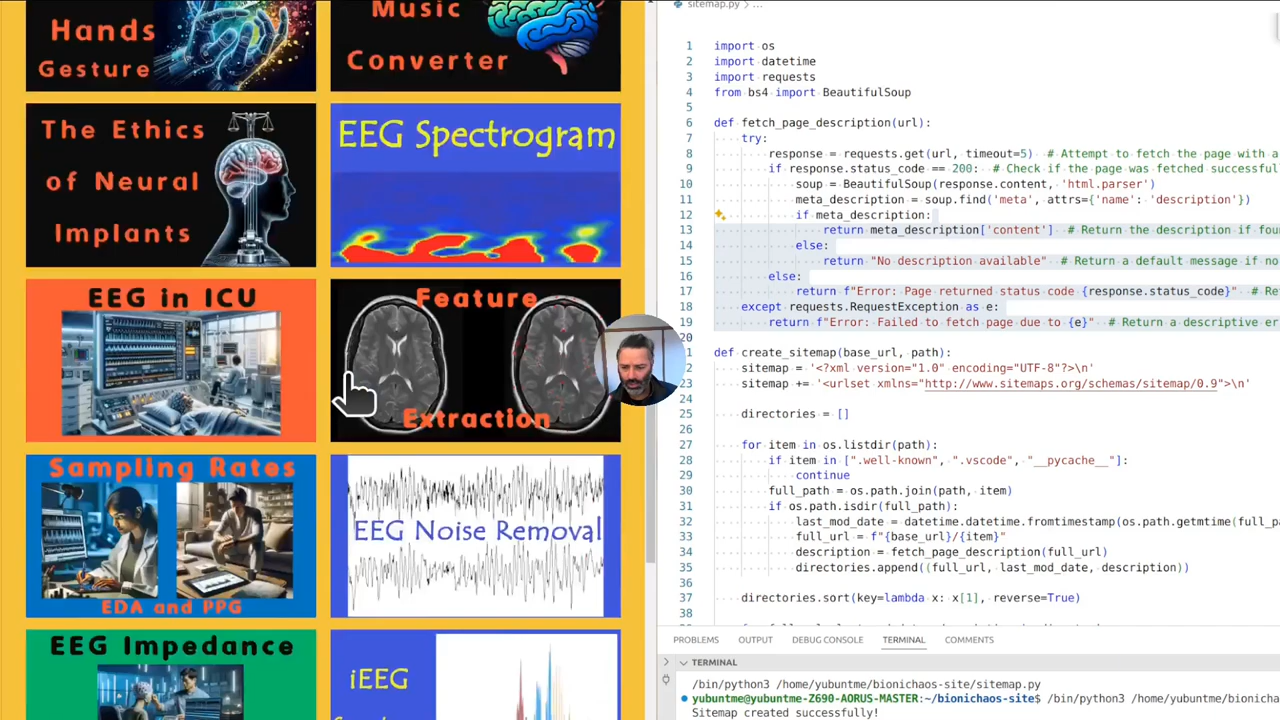 Hands
Gesture
Music
Converter
The Ethics
of Neural
Implants
EEG Spectrogram
EEG in ICU
Feature
Extraction
Sampling Rates
EDA and PPG
EEG Noise Removal
EEG Impedance
iEEG
sitemap.py > ...
1 import os
2 import datetime
3 import requests
4 from bs4 import BeautifulSoup
5
6 def fetch_page_description(url):
7 try:
8 response = requests.get(url, timeout=5) # Attempt to fetch the page with a
9 if response.status_code == 200: # Check if the page was fetched successful
10 soup = BeautifulSoup(response.content, 'html.parser')
11 meta_description = soup.find('meta', attrs={'name': 'description'})
12 if meta_description:
13 return meta_description['content'] # Return the description if fou
14 else:
15 return "No description available" # Return a default message if no
16 else:
17 return f"Error: Page returned status code {response.status_code}" # Re
18 except requests.RequestException as e:
19 return f"Error: Failed to fetch page due to {e}" # Return a descriptive er
20
def create_sitemap(base_url, path):
sitemap = '<?xml version="1.0" encoding="UTF-8"?>\n'
23 sitemap += '<urlset xmlns="http://www.sitemaps.org/schemas/sitemap/0.9">\n'
24
25 directories = []
26
27 for item in os.listdir(path):
28 if item in [".well-known", ".vscode", "__pycache__"]:
29 continue
30 full_path = os.path.join(path, item)
31 if os.path.isdir(full_path):
32 last_mod_date = datetime.datetime.fromtimestamp(os.path.getmtime(full_p
33 full_url = f"{base_url}/{item}"
34 description = fetch_page_description(full_url)
35 directories.append((full_url, last_mod_date, description))
36
37 directories.sort(key=lambda x: x[1], reverse=True)
38
PROBLEMS OUTPUT DEBUG CONSOLE TERMINAL COMMENTS
TERMINAL
/bin/python3 /home/yubuntme/bionichaos-site/sitemap.py
yubuntme@yubuntme-Z690-AORUS-MASTER:~/bionichaos-site$ /bin/python3 /home/yubuntme/bionichaos
Sitemap created successfully!